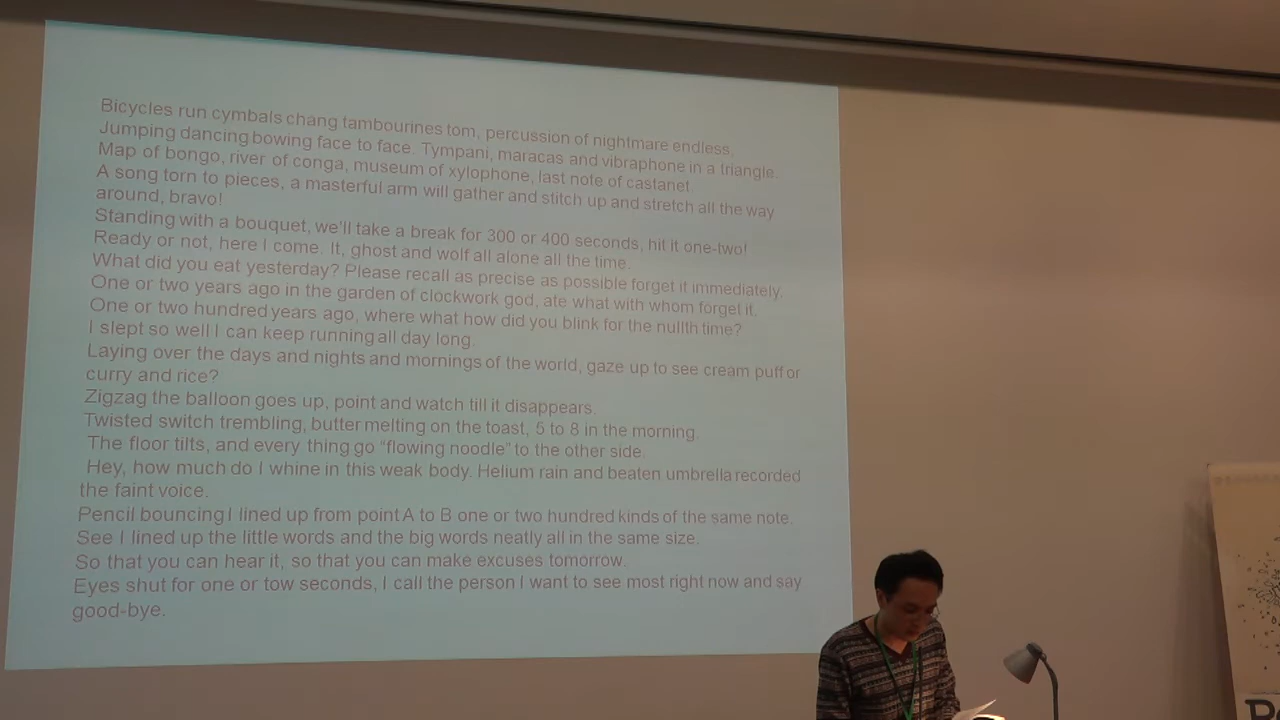 Bicycles run cymbals chang tambourines tom, percussion of nightmare endless,
Jumping dancing bowing face to face. Tympani, maracas and vibraphone in a triangle.
Map of bongo, river of conga, museum of xylophone, last note of castanet.
A song torn to pieces, a masterful arm will gather and stitch up and stretch all the way
around, bravo!
Standing with a bouquet, we'll take a break for 300 or 400 seconds, hit it one-two!
Ready or not, here I come. It, ghost and wolf all alone all the time.
What did you eat yesterday? Please recall as precise as possible forget it immediately.
One or two years ago in the garden of clockwork god, ate what with whom forget it.
One or two hundred years ago, where what how did you blink for the nullth time?
I slept so well I can keep running all day long.
Laying over the days and nights and mornings of the world, gaze up to see cream puff or
curry and rice?
Zigzag the balloon goes up, point and watch till it disappears.
Twisted switch trembling, butter melting on the toast, 5 to 8 in the morning.
The floor tilts, and every thing go “flowing noodle” to the other side.
Hey, how much do I whine in this weak body. Helium rain and beaten umbrella recorded
the faint voice.
Pencil bouncing I lined up from point A to B one or two hundred kinds of the same note.
See I lined up the little words and the big words neatly all in the same size.
So that you can hear it, so that you can make excuses tomorrow.
Eyes shut for one or tow seconds, I call the person I want to see most right now and say
good-bye.